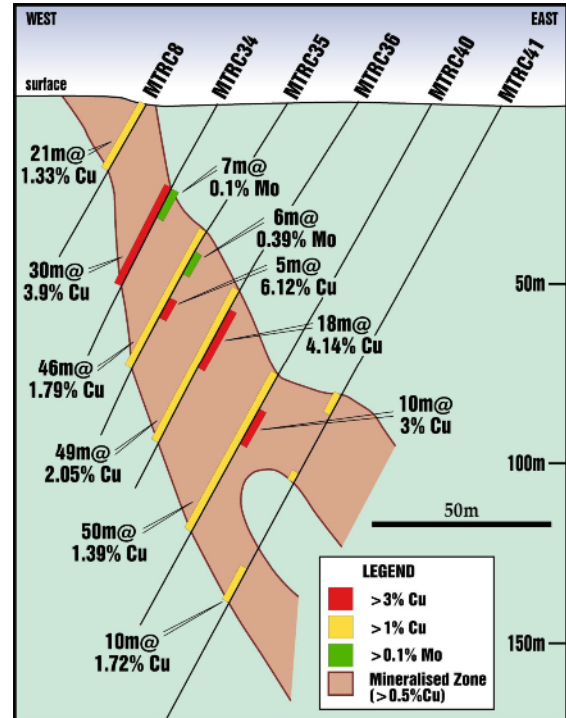 WEST
EAST
surface
MTRC8
MTRC34
MTRC35
MTRC36
MTRC40
MTRC41
21m@
1.33% Cu
7m@
0.1% Mo
6m@
0.39% Mo
5m@
6.12% Cu
30m@
3.9% Cu
50m
18m@
4.14% Cu
46m@
1.79% Cu
10m@
3% Cu
49m@
2.05% Cu
100m
50m
50m@
1.39% Cu
LEGEND
>3% Cu
>1% Cu
>0.1% Mo
Mineralised Zone
(>0.5%Cu)
10m@
1.72% Cu
150m